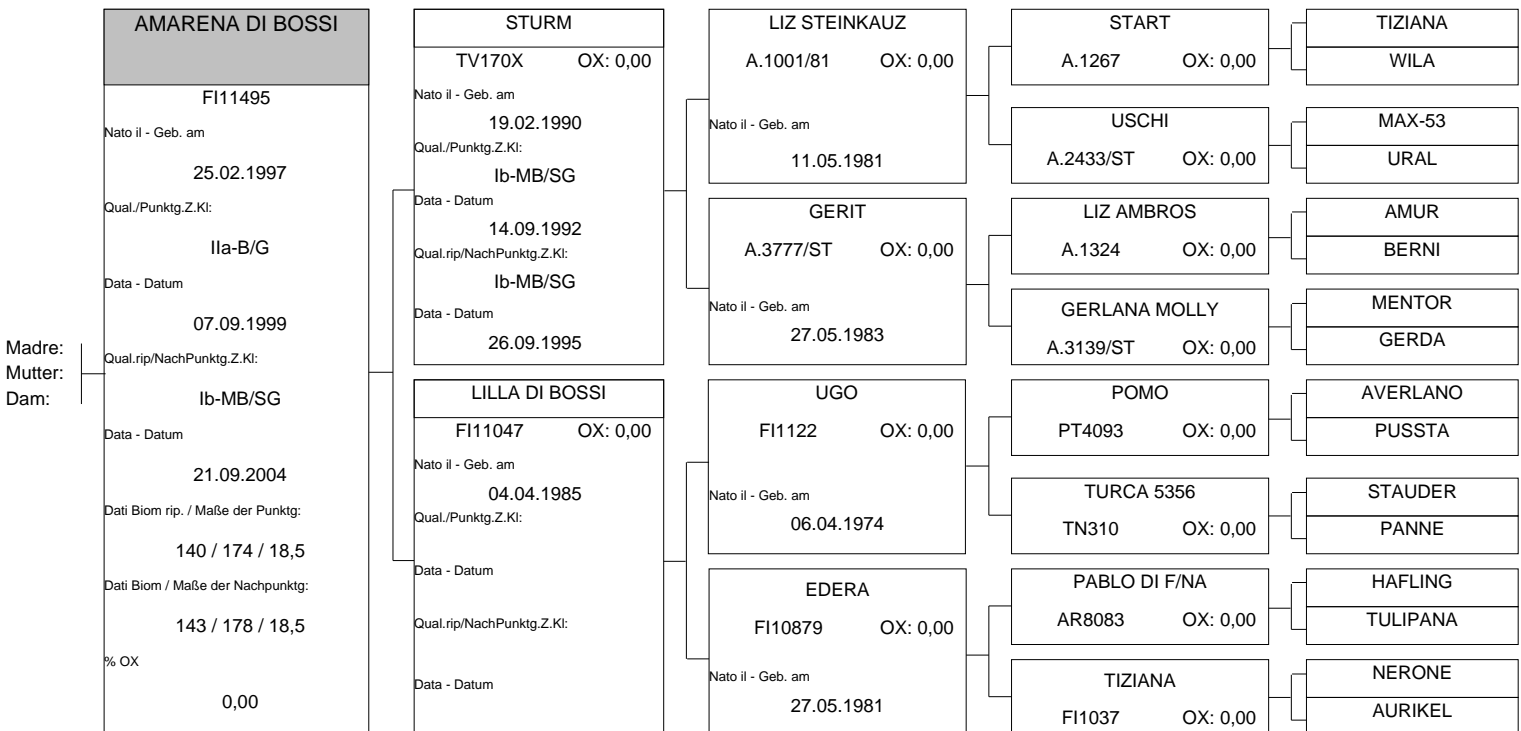 Madre:
Mutter:
Dam:
AMARENA DI BOSSI
FI11495
Nato il - Geb. am
25.02.1997
Qual./Punktg.Z.Kl:
IIa-B/G
Data - Datum
07.09.1999
Qual.rip/NachPunktg.Z.Kl:
Ib-MB/SG
Data - Datum
21.09.2004
Dati Biom rip. / Maße der Punktg:
140 / 174 / 18,5
Dati Biom / Maße der Nachpunktg:
143 / 178 / 18,5
% OX
0,00
STURM
TV170X OX: 0,00
Nato il - Geb. am
19.02.1990
Qual./Punktg.Z.Kl:
Ib-MB/SG
Data - Datum
14.09.1992
Qual.rip/NachPunktg.Z.Kl:
Ib-MB/SG
Data - Datum
26.09.1995
LILLA DI BOSSI
FI11047 OX: 0,00
Nato il - Geb. am
04.04.1985
Qual./Punktg.Z.Kl:
Data - Datum
Qual.rip/NachPunktg.Z.Kl:
Data - Datum
LIZ STEINKAUZ
A.1001/81 OX: 0,00
Nato il - Geb. am
11.05.1981
GERIT
A.3777/ST OX: 0,00
Nato il - Geb. am
27.05.1983
UGO
FI1122 OX: 0,00
Nato il - Geb. am
06.04.1974
EDERA
FI10879 OX: 0,00
Nato il - Geb. am
27.05.1981
START
A.1267 OX: 0,00
USCHI
A.2433/ST OX: 0,00
LIZ AMBROS
A.1324 OX: 0,00
GERLANA MOLLY
A.3139/ST OX: 0,00
POMO
PT4093 OX: 0,00
TURCA 5356
TN310 OX: 0,00
PABLO DI F/NA
AR8083 OX: 0,00
TIZIANA
FI1037 OX: 0,00
TIZIANA
WILA
MAX-53
URAL
AMUR
BERNI
MENTOR
GERDA
AVERLANO
PUSSTA
STAUDER
PANNE
HAFLING
TULIPANA
NERONE
AURIKEL